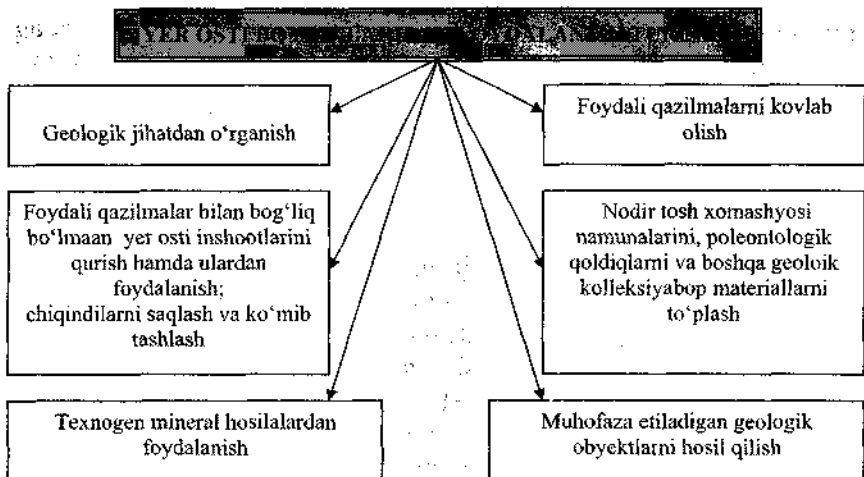 YER OSTI
Geologik jihatdan o‘rganish
Foydali qazilmalarni kovlab
olish
Foydali qazilmalar bilan bog‘liq
bo‘lmaan yer osti inshootlarini
qurish hamda ulardan
foydalanish;
chiqindilarni saqlash va ko‘mib
tashlash
Nodir tosh xomashyosi
namunalarini, poleontologik
qoldiqlarni va boshqa geoloik
kolleksiyabop materiallarni
to‘plash
Texnogen mineral hosilalardan
foydalanish
Muhofaza etiladigan geologik
obyektlarni hosil qilish